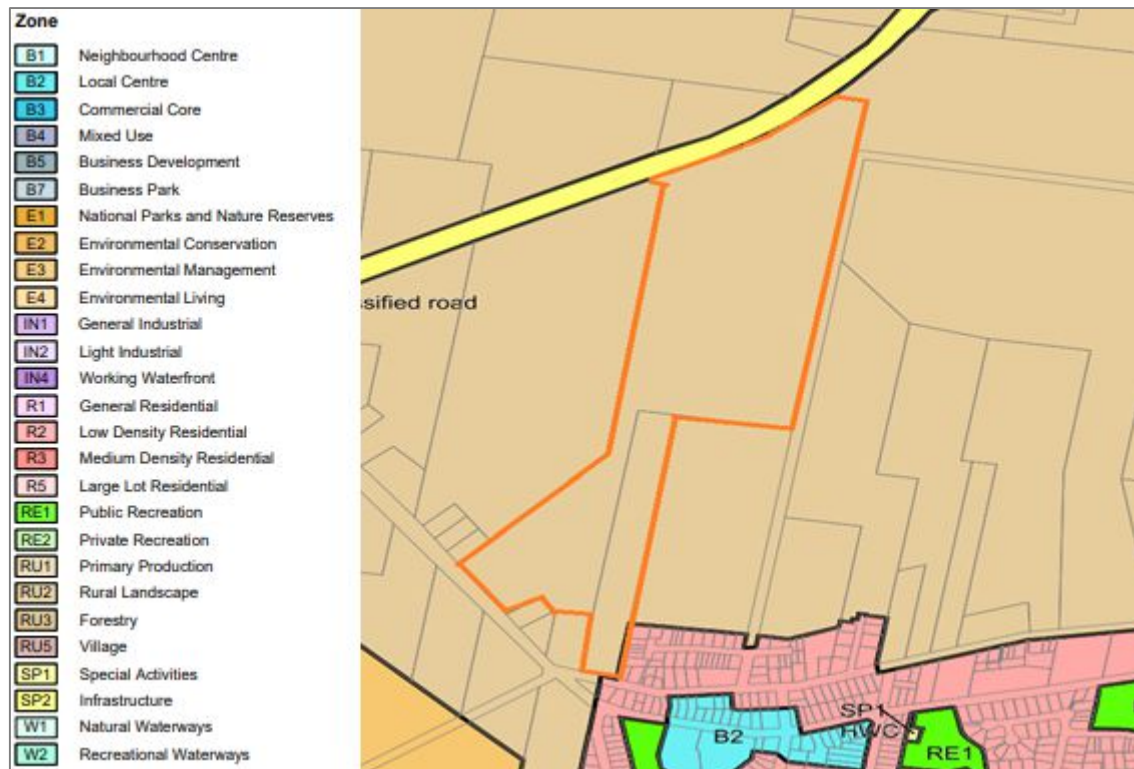 Zone
B1 Neighbourhood Centre
B2 Local Centre
B3 Commercial Core
B4 Mixed Use
B5 Business Development
B7 Business Park
E1 National Parks and Nature Reserves
E2 Environmental Conservation
E3 Environmental Management
E4 Environmental Living
IN1 General Industrial
IN2 Light Industrial
IN4 Working Waterfront
R1 General Residential
R2 Low Density Residential
R3 Medium Density Residential
R5 Large Lot Residential
RE1 Public Recreation
RE2 Private Recreation
RU1 Primary Production
RU2 Rural Landscape
RU3 Forestry
RU5 Village
SP1 Special Activities
SP2 Infrastructure
W1 Natural Waterways
W2 Recreational Waterways
ssified road
SP1
HWC
B2
RE1